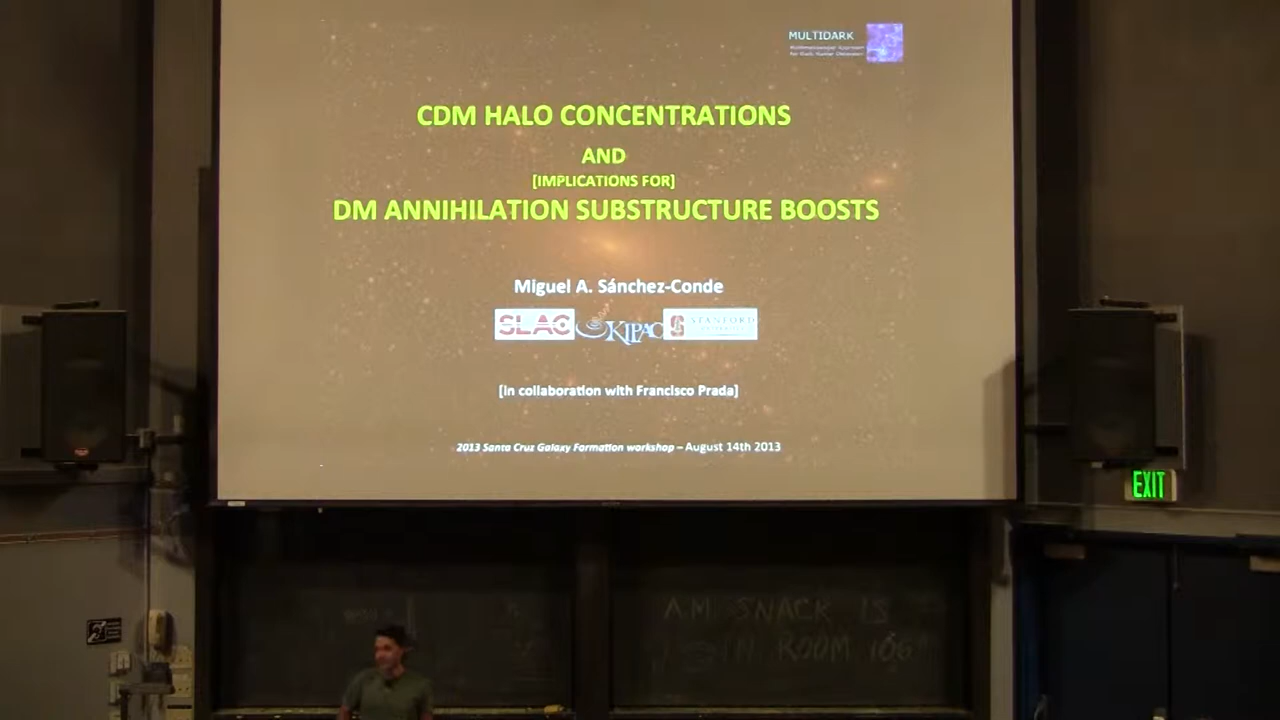 MULTIDARK
CDM HALO CONCENTRATIONS
AND
[IMPLICATIONS FOR]
DM ANNIHILATION SUBSTRUCTURE BOOSTS
Miguel A. Sánchez-Conde
SLAC KIPAC STANFORD
[in collaboration with Francisco Prada]
2013 Santa Cruz Galaxy Formation workshop – August 14th 2013
EXIT
A.M. SNACK IS
IN ROOM 106